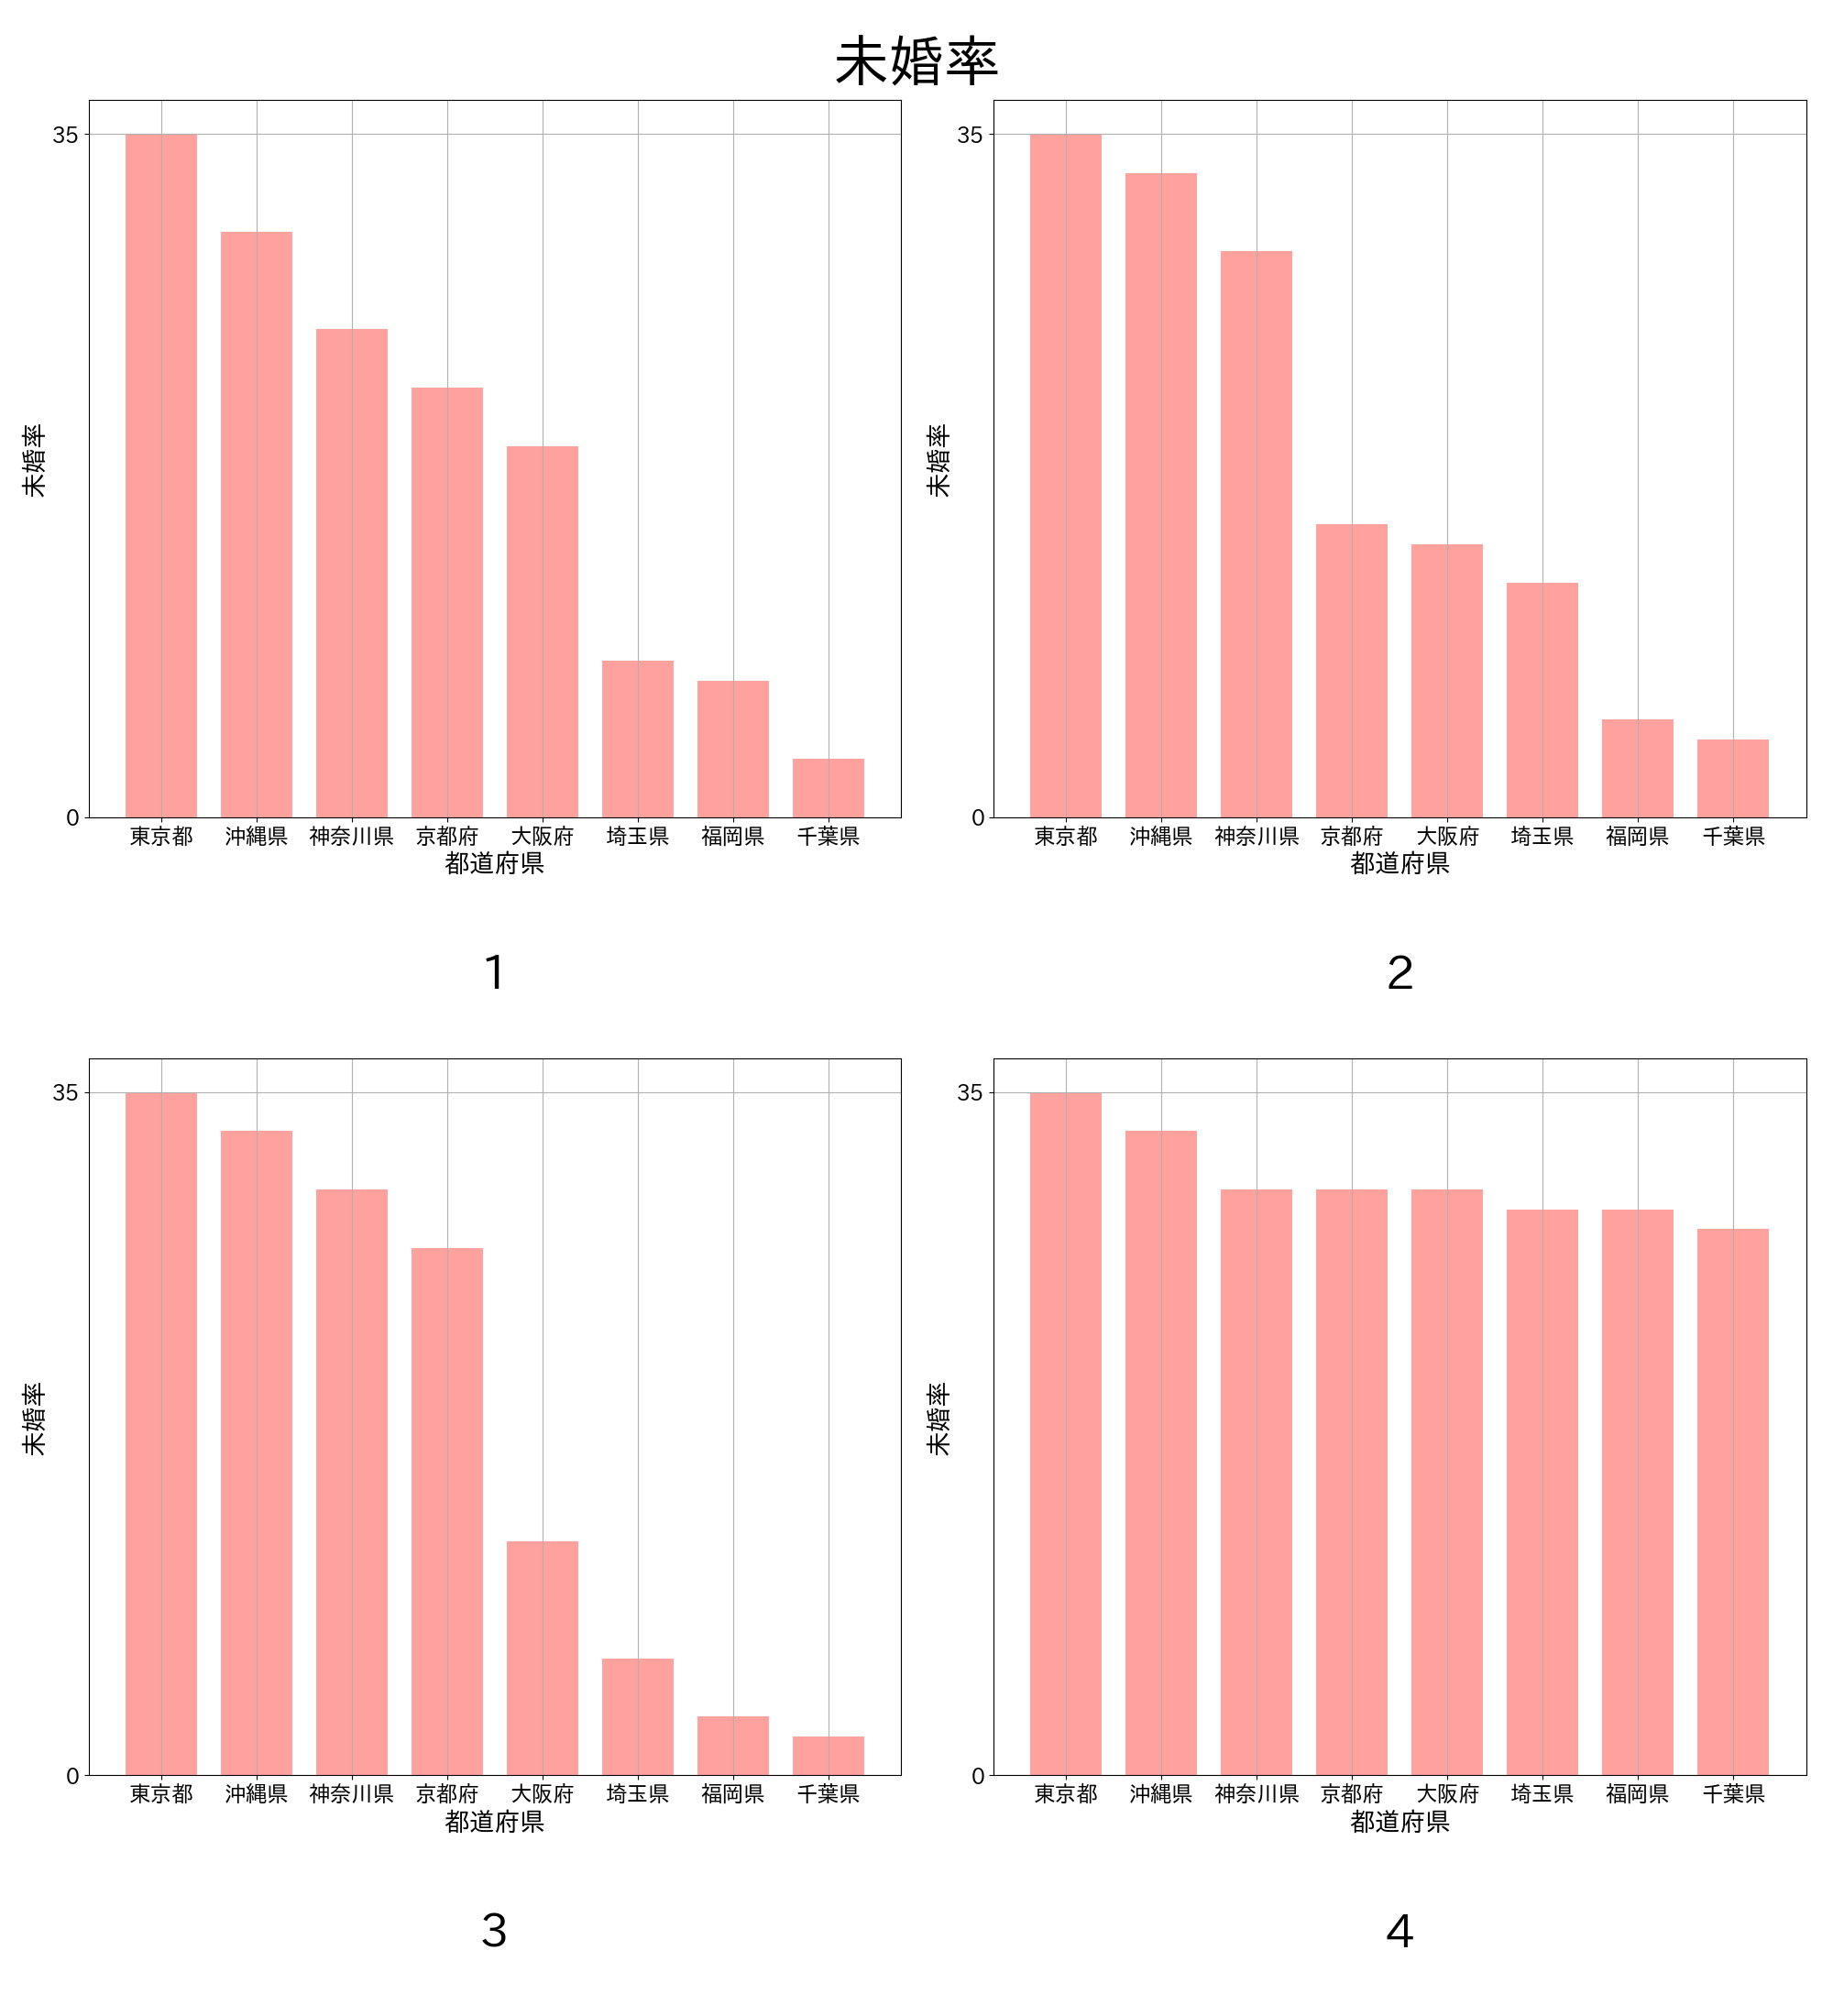 未婚率
35
0
未婚率
東京都 沖縄県 神奈川県 京都府 大阪府 埼玉県 福岡県 千葉県
都道府県
1
35
0
未婚率
東京都 沖縄県 神奈川県 京都府 大阪府 埼玉県 福岡県 千葉県
都道府県
2
35
0
未婚率
東京都 沖縄県 神奈川県 京都府 大阪府 埼玉県 福岡県 千葉県
都道府県
3
35
0
未婚率
東京都 沖縄県 神奈川県 京都府 大阪府 埼玉県 福岡県 千葉県
都道府県
4